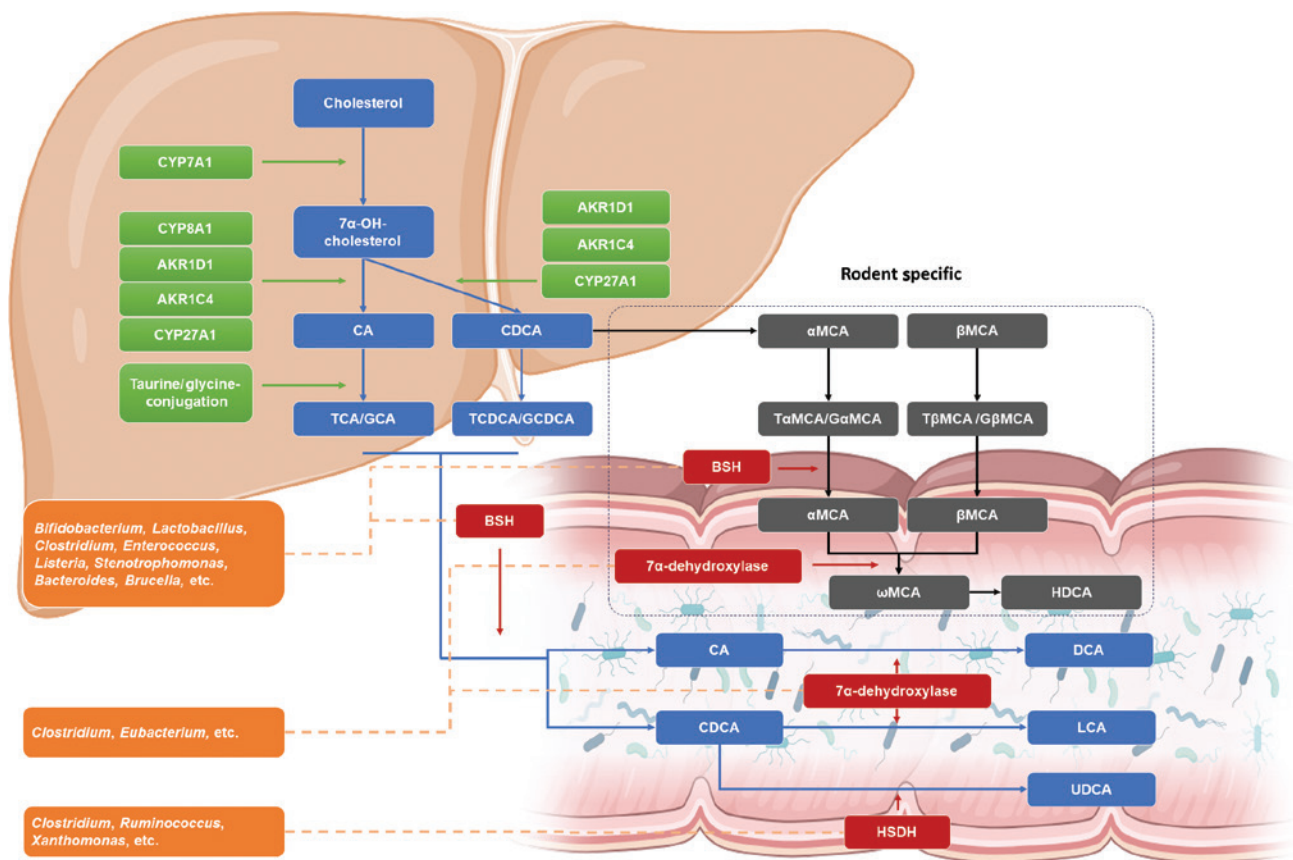 Cholesterol
CYP7A1
7α-OH-
cholesterol
CYP8A1
AKR1D1
AKR1C4
CYP27A1
AKR1D1
AKR1C4
CYP27A1
Rodent specific
CA
CDCA
αMCA
βMCA
Taurine/glycine-
conjugation
TCA/GCA
TCDCA/GCDCA
TαMCA/GαMCA
TβMCA /GβMCA
BSH
BSH
αMCA
βMCA
Bifidobacterium, Lactobacillus,
Clostridium, Enterococcus,
Listeria, Stenotrophomonas,
Bacteroides, Brucella, etc.
7α-dehydroxylase
ωMCA
HDCA
CA
DCA
7α-dehydroxylase
Clostridium, Eubacterium, etc.
CDCA
LCA
UDCA
Clostridium, Ruminococcus,
Xanthomonas, etc.
HSDH